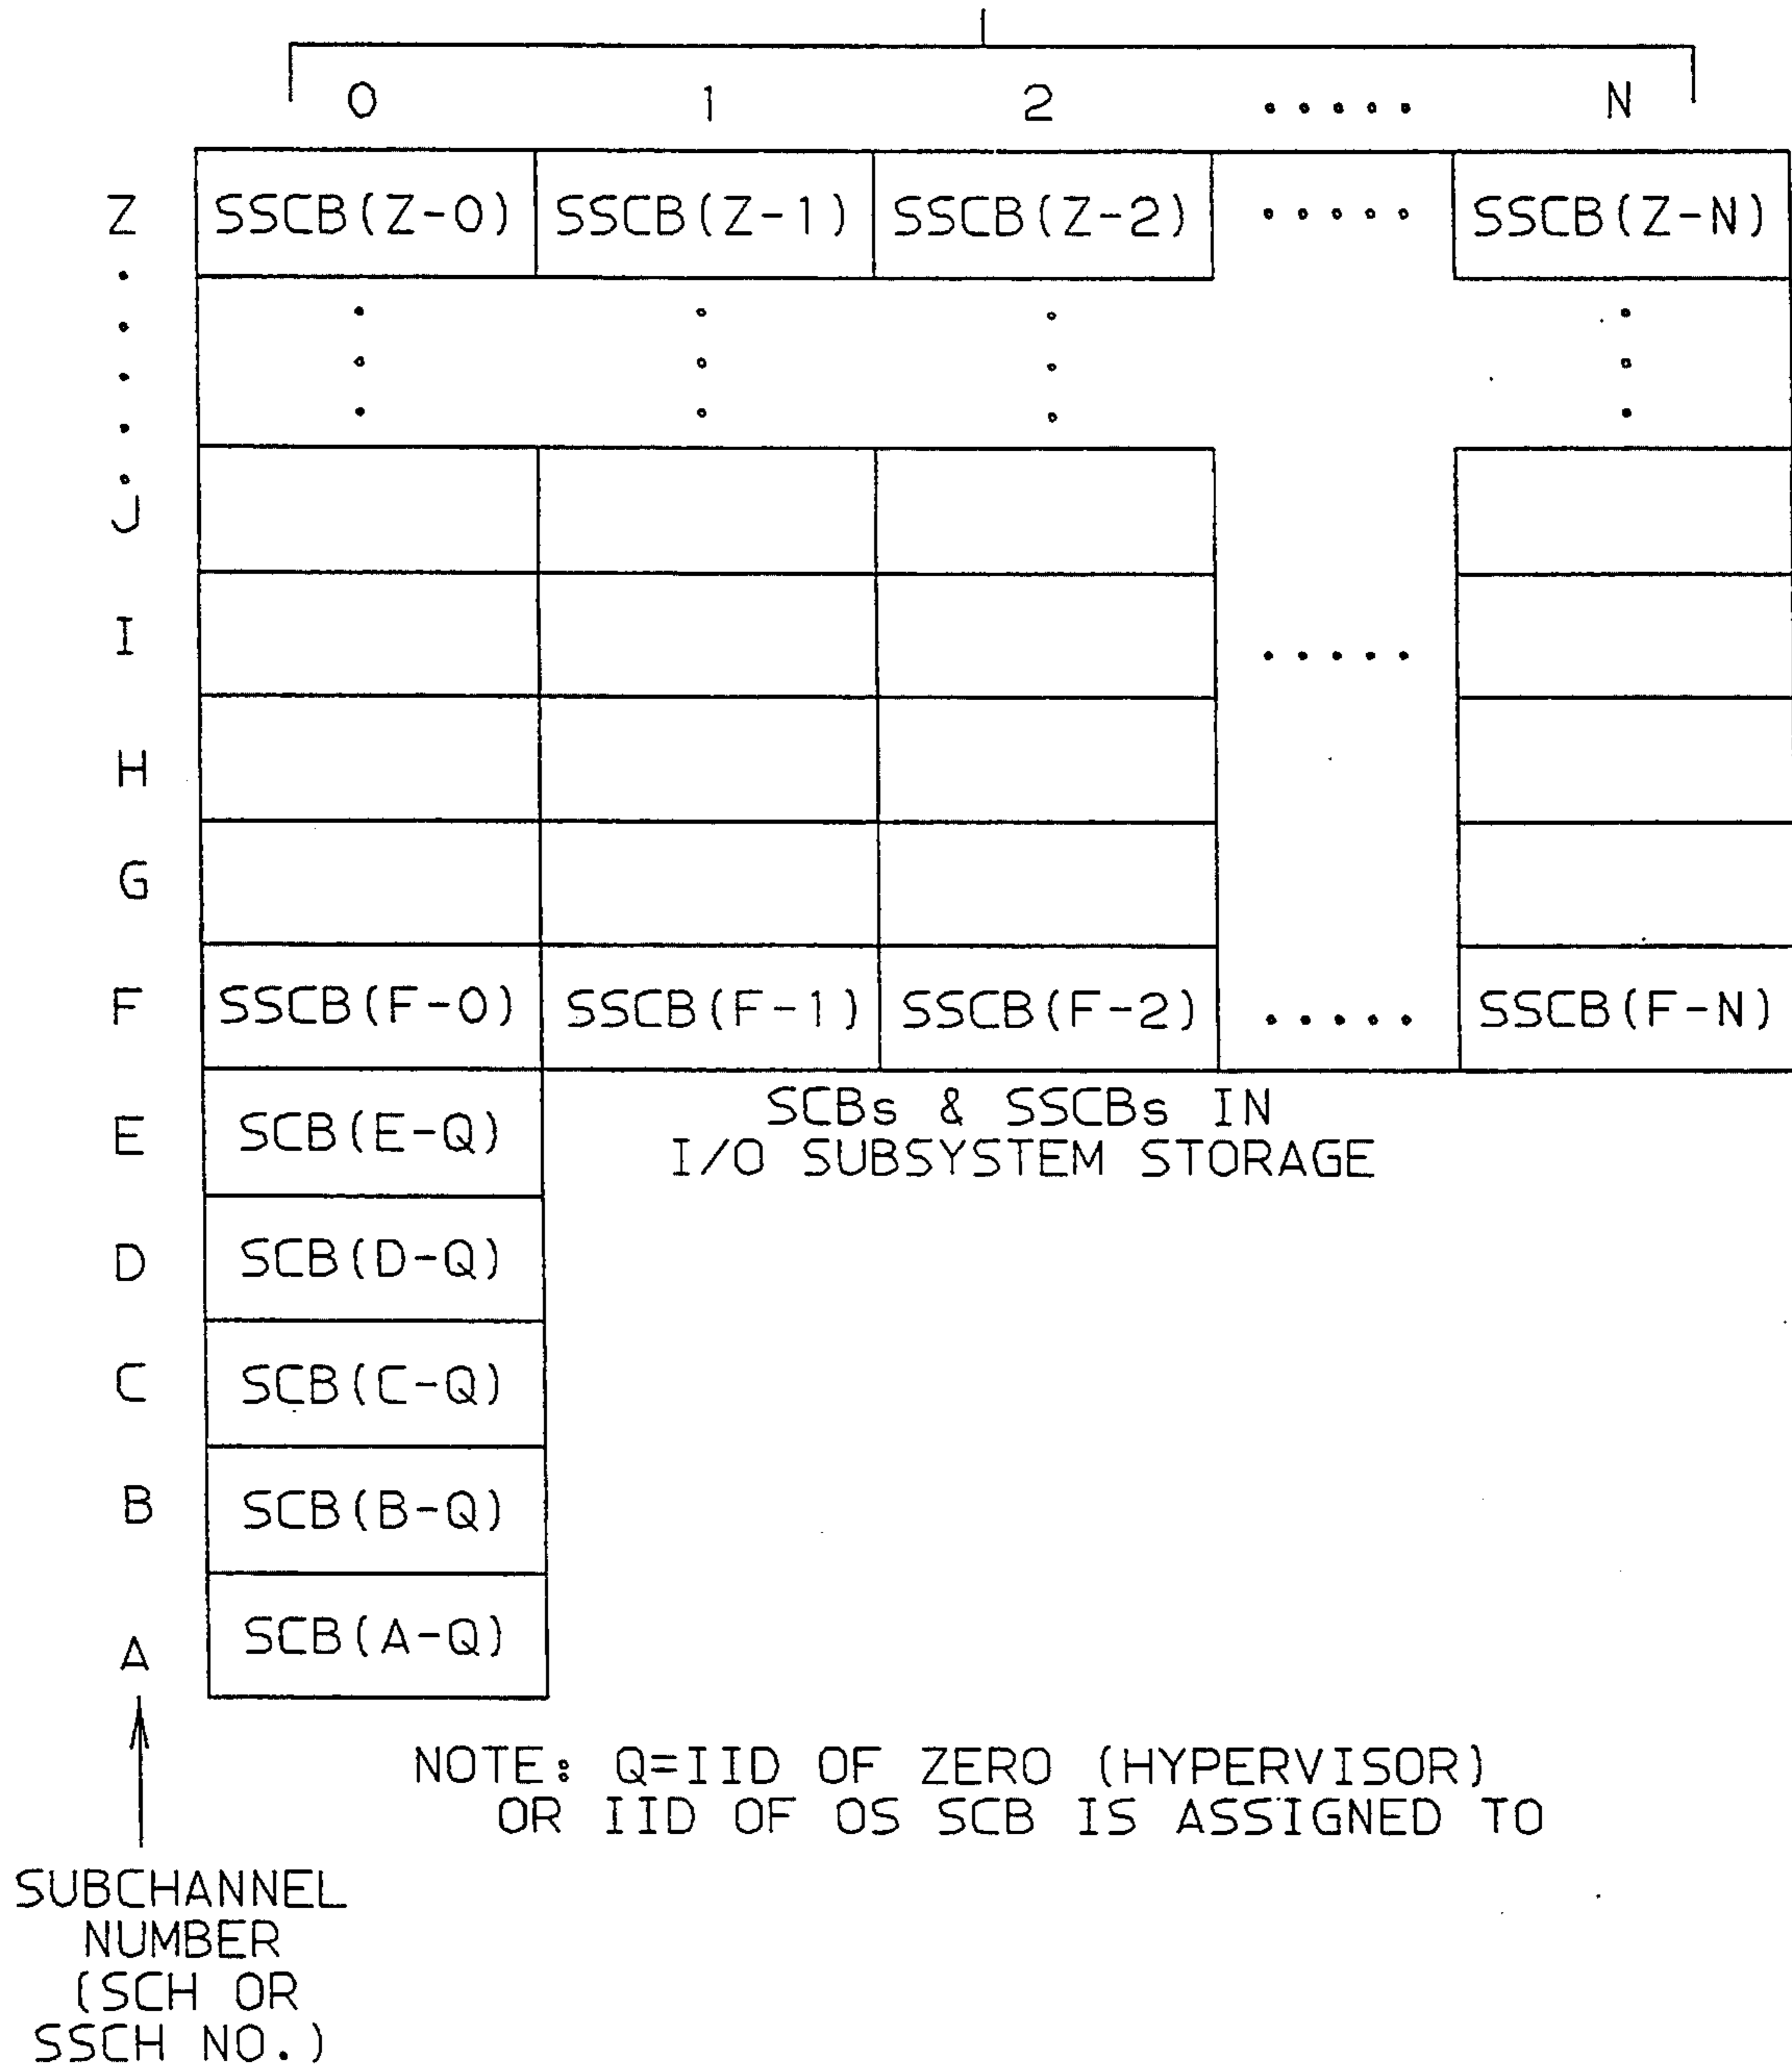 0 1 2 ..... N
Z SSCB(Z-0) SSCB(Z-1) SSCB(Z-2) ..... SSCB(Z-N)
J
I .....
H
G
F SSCB(F-0) SSCB(F-1) SSCB(F-2) ..... SSCB(F-N)
SCBs & SSCBs IN
I/O SUBSYSTEM STORAGE
E SCB(E-Q)
D SCB(D-Q)
C SCB(C-Q)
B SCB(B-Q)
A SCB(A-Q)
NOTE: Q=IID OF ZERO (HYPERVISOR)
OR IID OF OS SCB IS ASSIGNED TO
SUBCHANNEL
NUMBER
(SCH OR
SSCH NO.)